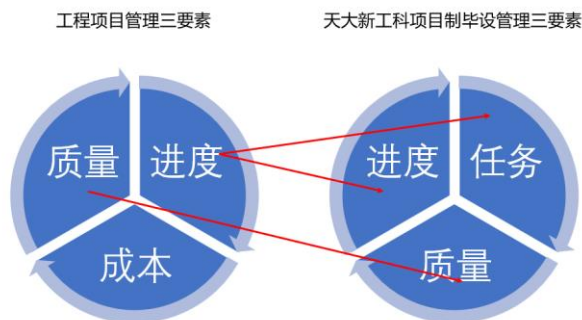 工程项目管理三要素
天大新工科项目制毕设管理三要素
质量
进度
成本
进度
任务
质量